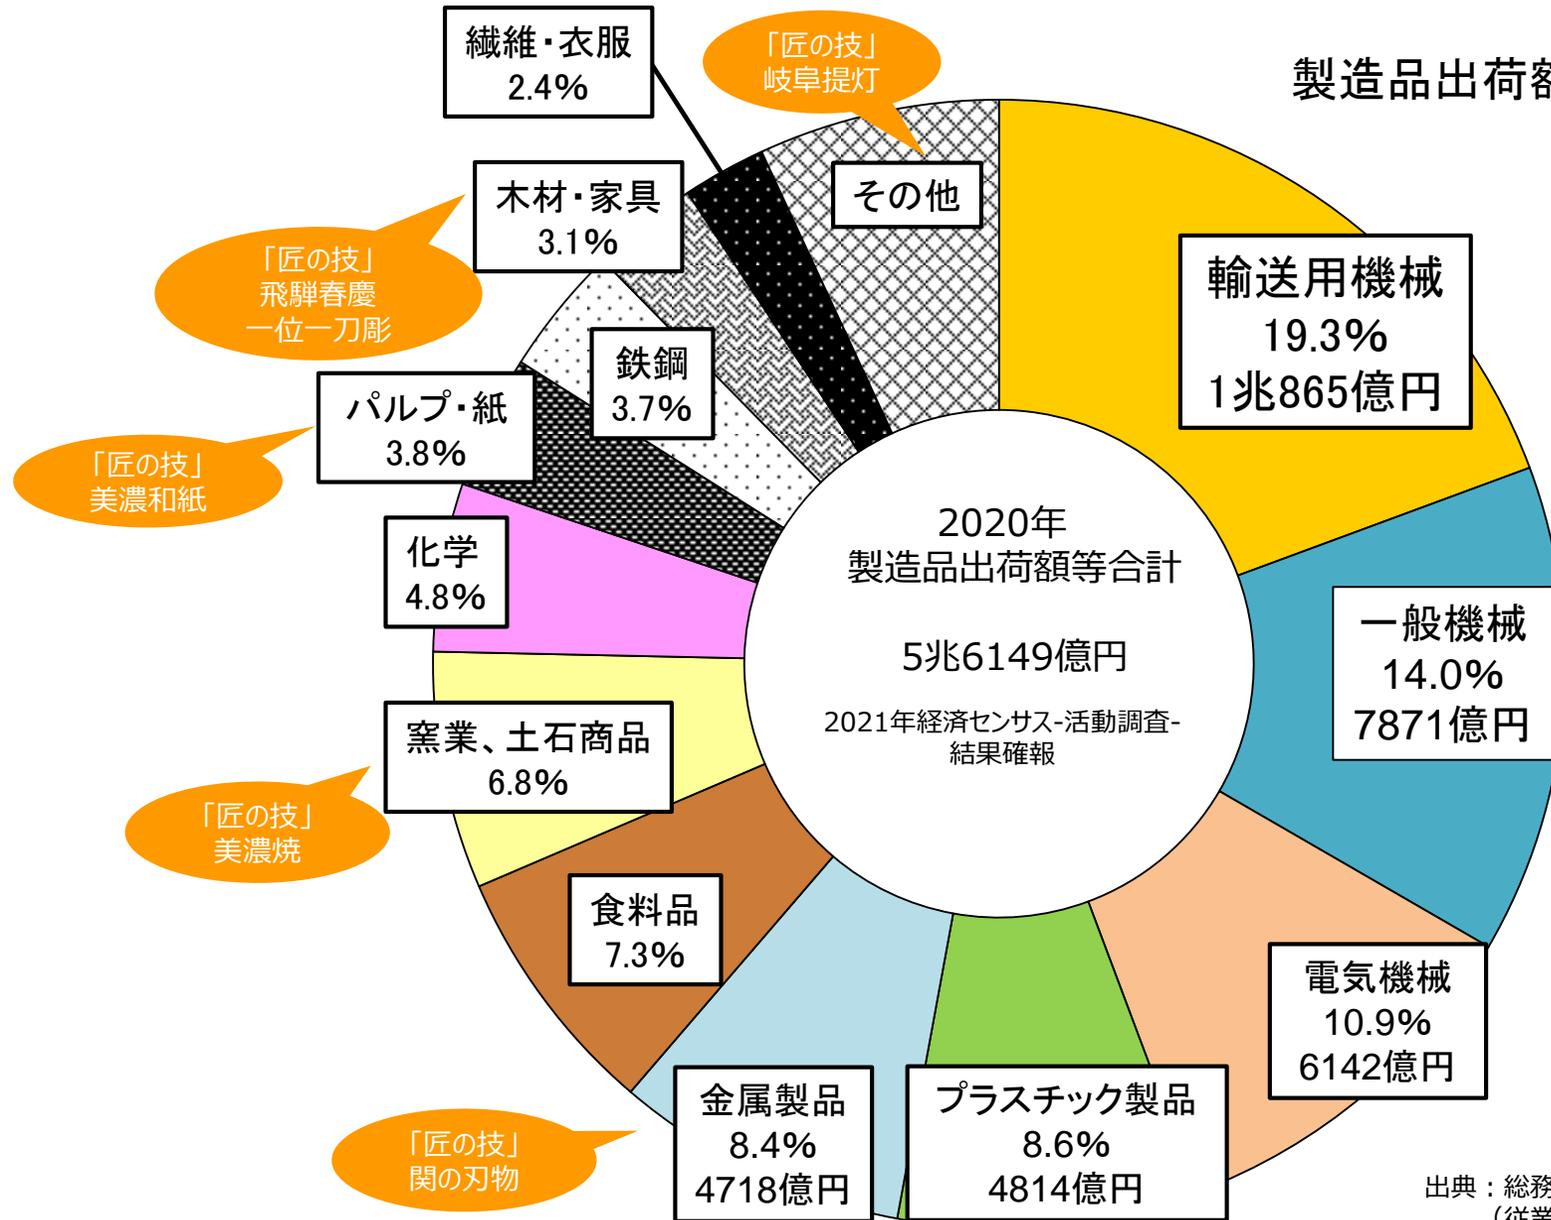 製造品出荷額
輸送用機械
19.3%
1兆865億円
一般機械
14.0%
7871億円
電気機械
10.9%
6142億円
プラスチック製品
8.6%
4814億円
金属製品
8.4%
4718億円
「匠の技」
関の刃物
食料品
7.3%
窯業、土石商品
6.8%
「匠の技」
美濃焼
化学
4.8%
パルプ・紙
3.8%
「匠の技」
美濃和紙
鉄鋼
3.7%
木材・家具
3.1%
「匠の技」
飛騨春慶
一位一刀彫
繊維・衣服
2.4%
その他
「匠の技」
岐阜提灯
2020年
製造品出荷額等合計
5兆6149億円
2021年経済センサス-活動調査-
結果確報
出典：総務
（従業